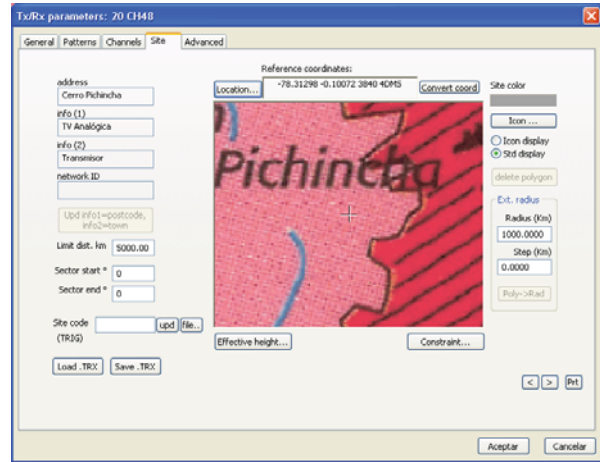 Tx/Rx parameters: 20 CH48
General Patterns Channels Site Advanced
Reference coordinates:
address
Cerro Pichincha
Location...
-78.31298 -0.10072 3840 4DMS
Convert coord
Site color
info (1)
TV Analógica
Icon ...
info (2)
Transmisor
Icon display
Std display
network ID
delete polygon
Pichincha
Upd info1=postcode,
info2=town
Ext. radius
Radius (Km)
1000.0000
Limit dist. km 5000.00
Step (Km)
0.0000
Sector start ° 0
Sector end ° 0
Poly->Rad
Site code
(TRIG)
upd file...
Effective height...
Constraint...
Load .TRX Save .TRX
< > Prt
Aceptar Cancelar